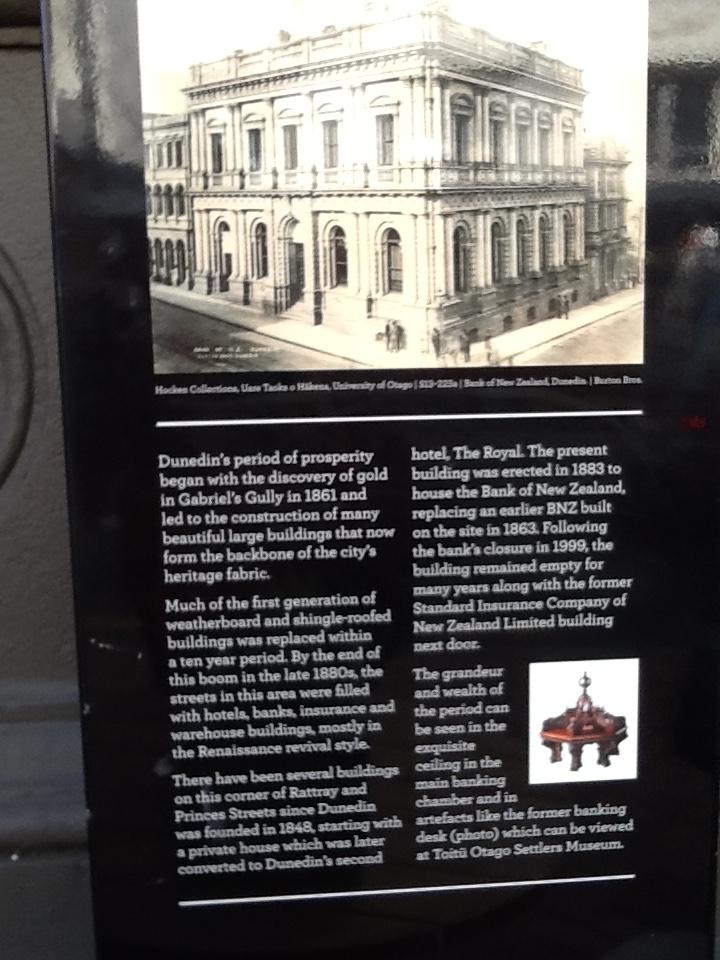 BANK OF N.Z. DUNEDIN
Hocken Collections, Uare Taoka o Hākena, University of Otago | S13-225a | Bank of New Zealand, Dunedin. | Burton Bros.
Dunedin's period of prosperity
began with the discovery of gold
in Gabriel's Gully in 1861 and
led to the construction of many
beautiful large buildings that now
form the backbone of the city's
heritage fabric.
Much of the first generation of
weatherboard and shingle-roofed
buildings was replaced within
a ten year period. By the end of
this boom in the late 1880s, the
streets in this area were filled
with hotels, banks, insurance and
warehouse buildings, mostly in
the Renaissance revival style.
There have been several buildings
on this corner of Rattray and
Princes Streets since Dunedin
was founded in 1848, starting with
a private house which was later
converted to Dunedin's second
hotel, The Royal. The present
building was erected in 1883 to
house the Bank of New Zealand,
replacing an earlier BNZ built
on the site in 1863. Following
the bank's closure in 1999, the
building remained empty for
many years along with the former
Standard Insurance Company of
New Zealand Limited building
next door.
The grandeur
and wealth of
the period can
be seen in the
exquisite
ceiling in the
main banking
chamber and in
artefacts like the former banking
desk (photo) which can be viewed
at Toitū Otago Settlers Museum.